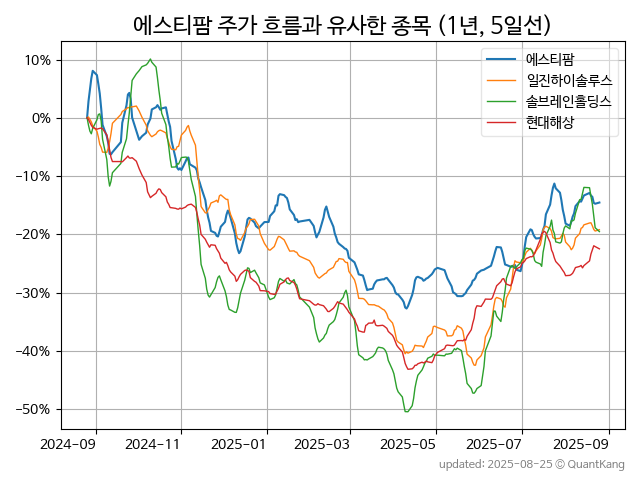 에스티팜 주가 흐름과 유사한 종목 (1년, 5일선)
에스티팜
일진하이솔루스
솔브레인홀딩스
현대해상
10%
0%
−10%
−20%
−30%
−40%
−50%
2024−09 2024−11 2025−01 2025−03 2025−05 2025−07 2025−09
updated: 2025-08-25 © QuantKang